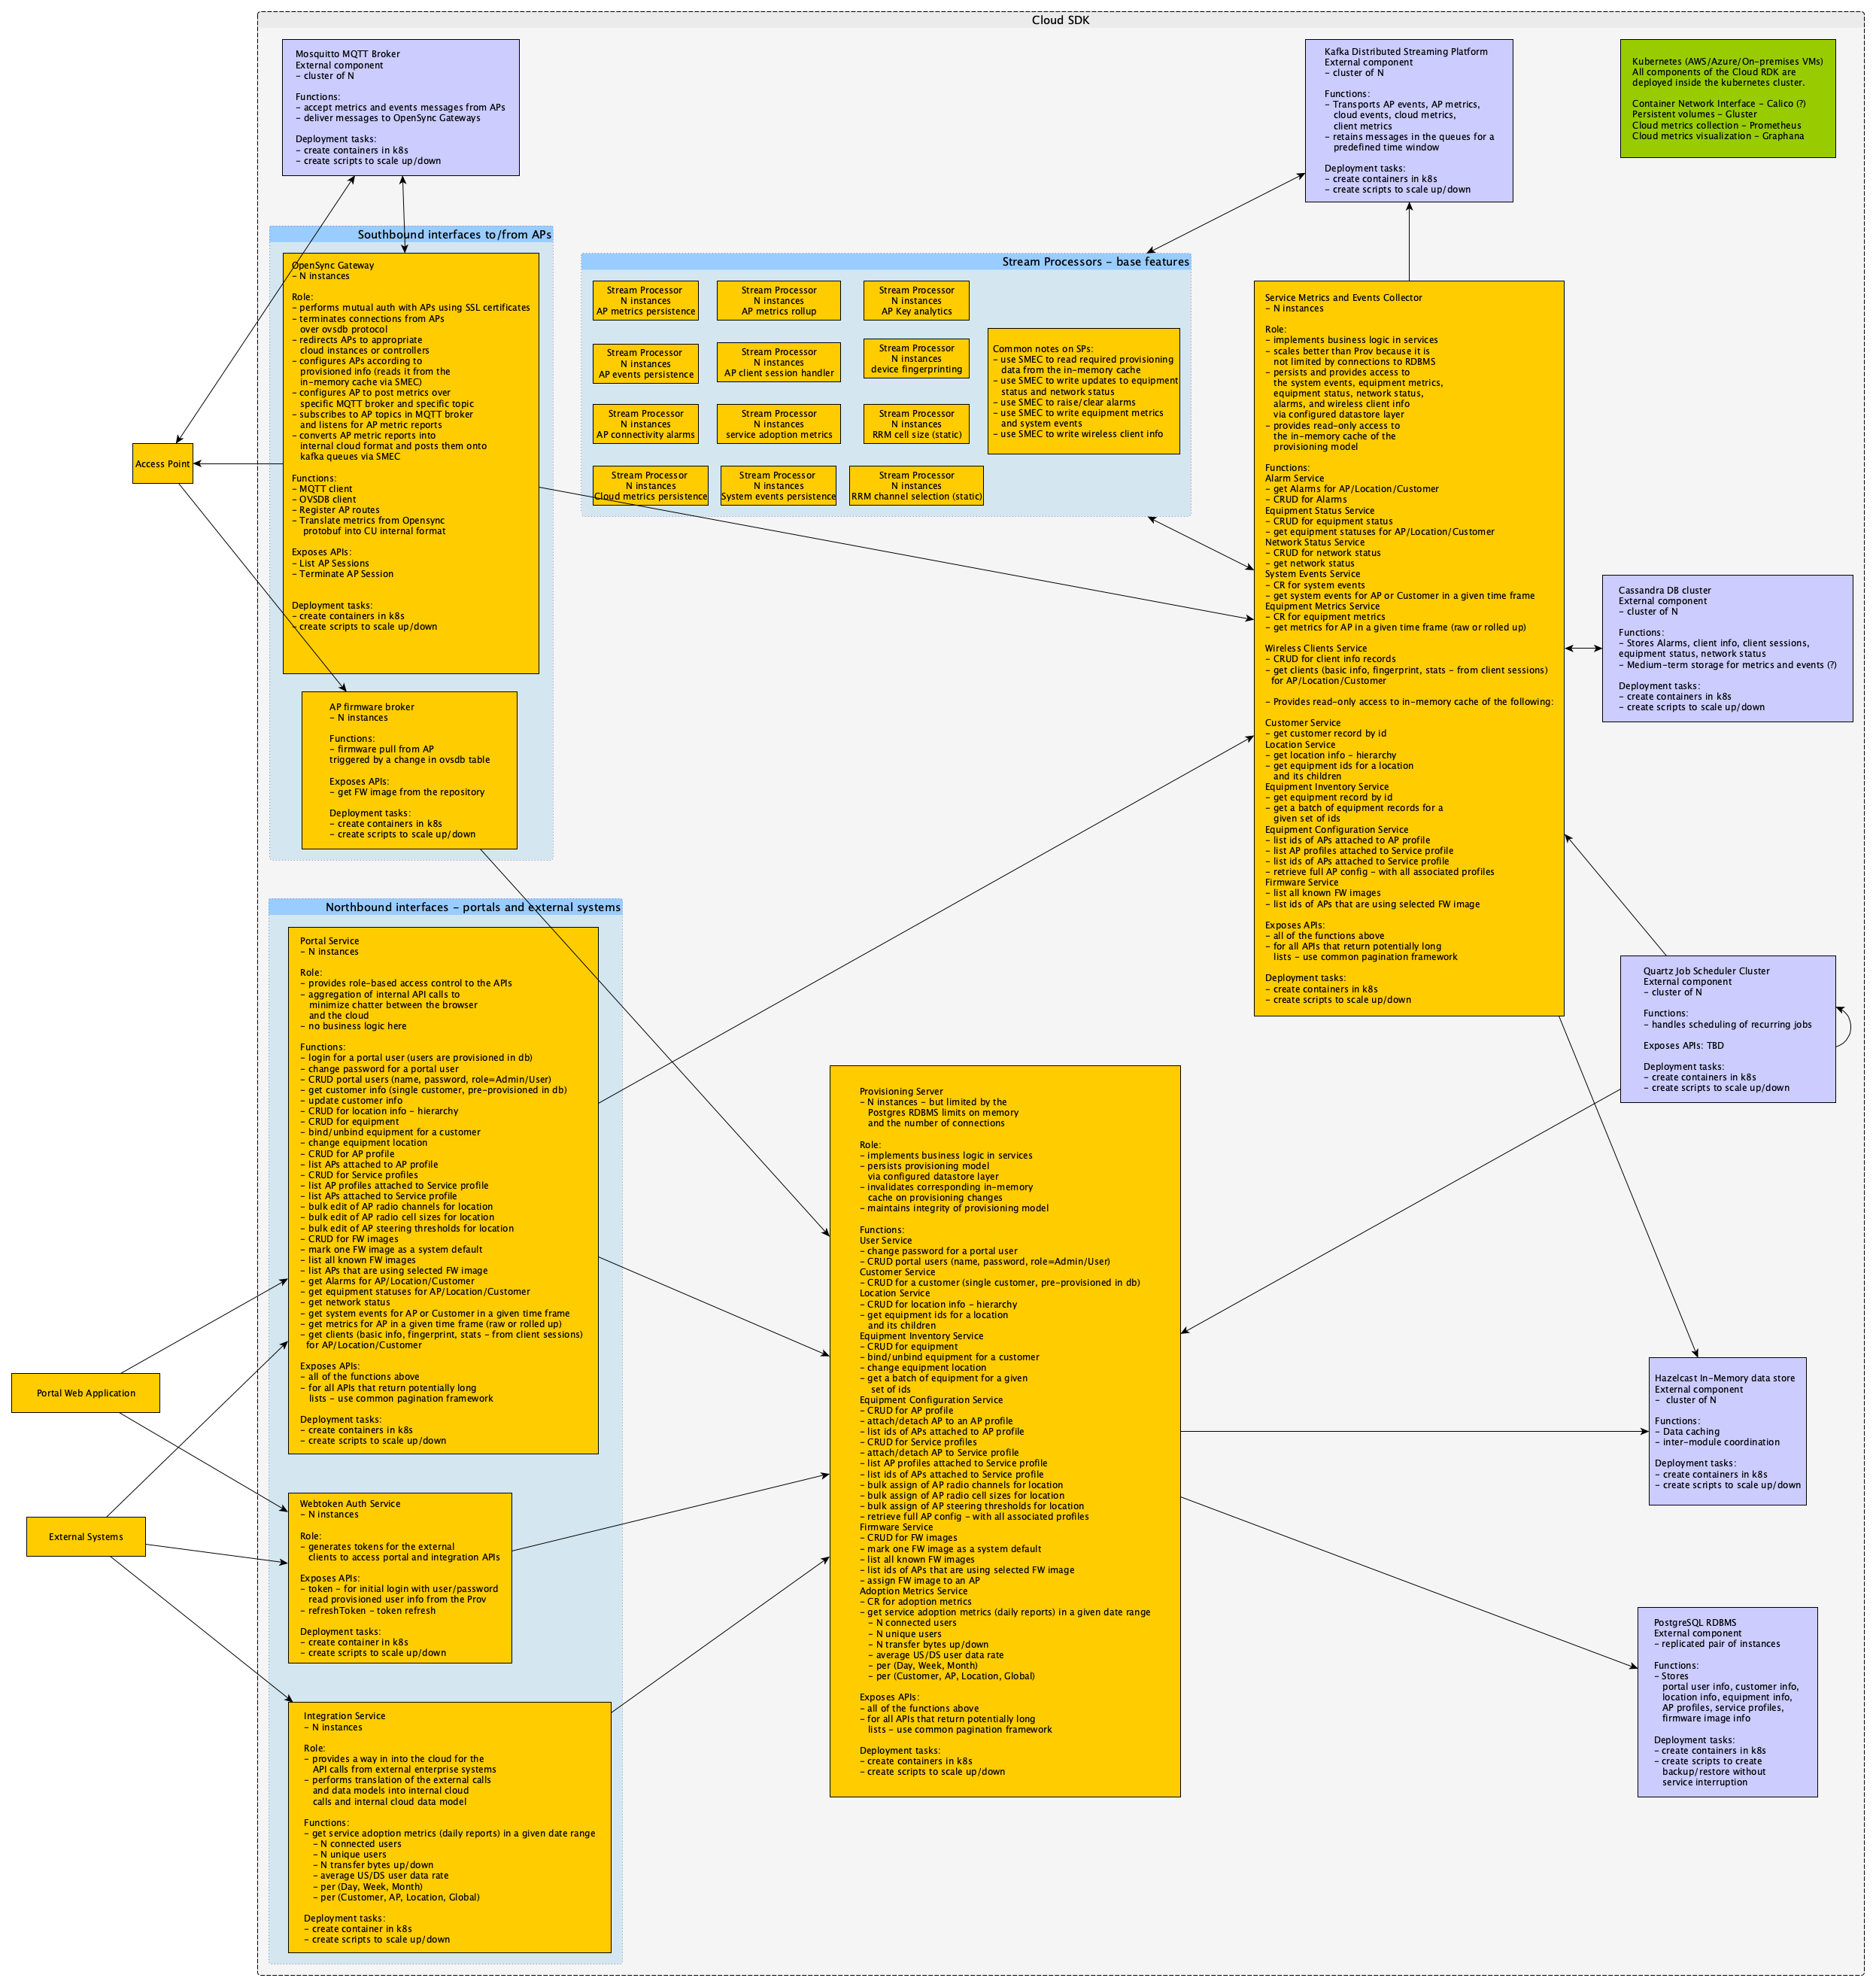 Cloud SDK
Mosquitto MQTT Broker
External component
- cluster of N
Functions:
- accept metrics and events messages from APs
- deliver messages to OpenSync Gateways
Deployment tasks:
- create containers in k8s
- create scripts to scale up/down
Kafka Distributed Streaming Platform
External component
- cluster of N
Functions:
- Transports AP events, AP metrics,
cloud events, cloud metrics,
client metrics
- retains messages in the queues for a
predefined time window
Deployment tasks:
- create containers in k8s
- create scripts to scale up/down
Kubernetes (AWS/Azure/On-premises VMs)
All components of the Cloud RDK are
deployed inside the kubernetes cluster.
Container Network Interface - Calico (?)
Persistent volumes - Gluster
Cloud metrics collection - Prometheus
Cloud metrics visualization - Graphana
Southbound interfaces to/from APs
OpenSync Gateway
- N instances
Role:
- performs mutual auth with APs using SSL certificates
- terminates connections from APs
over ovsdb protocol
- redirects APs to appropriate
cloud instances or controllers
- configures APs according to
provisioned info (reads it from the
in-memory cache via SMEC)
- configures AP to post metrics over
specific MQTT broker and specific topic
- subscribes to AP topics in MQTT broker
and listens for AP metric reports
- converts AP metric reports into
internal cloud format and posts them onto
kafka queues via SMEC
Functions:
- MQTT client
- OVSDB client
- Register AP routes
- Translate metrics from Opensync
protobuf into CU internal format
Exposes APIs:
- List AP Sessions
- Terminate AP Session
Deployment tasks:
- create containers in k8s
- create scripts to scale up/down
Access Point
AP firmware broker
- N instances
Functions:
- firmware pull from AP
triggered by a change in ovsdb table
Exposes APIs:
- get FW image from the repository
Deployment tasks:
- create containers in k8s
- create scripts to scale up/down
Stream Processors - base features
Stream Processor
N instances
AP metrics persistence
Stream Processor
N instances
AP metrics rollup
Stream Processor
N instances
AP Key analytics
Stream Processor
N instances
AP events persistence
Stream Processor
N instances
AP client session handler
Stream Processor
N instances
device fingerprinting
Stream Processor
N instances
AP connectivity alarms
Stream Processor
N instances
service adoption metrics
Stream Processor
N instances
RRM cell size (static)
Stream Processor
N instances
Cloud metrics persistence
Stream Processor
N instances
System events persistence
Stream Processor
N instances
RRM channel selection (static)
Common notes on SPs:
- use SMEC to read required provisioning
data from the in-memory cache
- use SMEC to write updates to equipment
status and network status
- use SMEC to raise/clear alarms
- use SMEC to write equipment metrics
and system events
- use SMEC to write wireless client info
Service Metrics and Events Collector
- N instances
Role:
- implements business logic in services
- scales better than Prov because it is
not limited by connections to RDBMS
- persists and provides access to
the system events, equipment metrics,
equipment status, network status,
alarms, and wireless client info
via configured datastore layer
- provides read-only access to
the in-memory cache of the
provisioning model
Functions:
Alarm Service
- get Alarms for AP/Location/Customer
- CRUD for Alarms
Equipment Status Service
- CRUD for equipment status
- get equipment statuses for AP/Location/Customer
Network Status Service
- CRUD for network status
- get network status
System Events Service
- CR for system events
- get system events for AP or Customer in a given time frame
Equipment Metrics Service
- CR for equipment metrics
- get metrics for AP in a given time frame (raw or rolled up)
Wireless Clients Service
- CRUD for client info records
- get clients (basic info, fingerprint, stats - from client sessions)
for AP/Location/Customer
- Provides read-only access to in-memory cache of the following:
Customer Service
- get customer record by id
Location Service
- get location info - hierarchy
- get equipment ids for a location
and its children
Equipment Inventory Service
- get equipment record by id
- get a batch of equipment records for a
given set of ids
Equipment Configuration Service
- list ids of APs attached to AP profile
- list AP profiles attached to Service profile
- list ids of APs attached to Service profile
- retrieve full AP config - with all associated profiles
Firmware Service
- list all known FW images
- list ids of APs that are using selected FW image
Exposes APIs:
- all of the functions above
- for all APIs that return potentially long
lists - use common pagination framework
Deployment tasks:
- create containers in k8s
- create scripts to scale up/down
Cassandra DB cluster
External component
- cluster of N
Functions:
- Stores Alarms, client info, client sessions,
equipment status, network status
- Medium-term storage for metrics and events (?)
Deployment tasks:
- create containers in k8s
- create scripts to scale up/down
Quartz Job Scheduler Cluster
External component
- cluster of N
Functions:
- handles scheduling of recurring jobs
Exposes APIs: TBD
Deployment tasks:
- create containers in k8s
- create scripts to scale up/down
Northbound interfaces - portals and external systems
Portal Service
- N instances
Role:
- provides role-based access control to the APIs
- aggregation of internal API calls to
minimize chatter between the browser
and the cloud
- no business logic here
Functions:
- login for a portal user (users are provisioned in db)
- change password for a portal user
- CRUD portal users (name, password, role=Admin/User)
- get customer info (single customer, pre-provisioned in db)
- update customer info
- CRUD for location info - hierarchy
- CRUD for equipment
- bind/unbind equipment for a customer
- change equipment location
- CRUD for AP profile
- list APs attached to AP profile
- CRUD for Service profiles
- list AP profiles attached to Service profile
- list APs attached to Service profile
- bulk edit of AP radio channels for location
- bulk edit of AP radio cell sizes for location
- bulk edit of AP steering thresholds for location
- CRUD for FW images
- mark one FW image as a system default
- list all known FW images
- list APs that are using selected FW image
- get Alarms for AP/Location/Customer
- get equipment statuses for AP/Location/Customer
- get network status
- get system events for AP or Customer in a given time frame
- get metrics for AP in a given time frame (raw or rolled up)
- get clients (basic info, fingerprint, stats - from client sessions)
for AP/Location/Customer
Exposes APIs:
- all of the functions above
- for all APIs that return potentially long
lists - use common pagination framework
Deployment tasks:
- create containers in k8s
- create scripts to scale up/down
Portal Web Application
External Systems
Webtoken Auth Service
- N instances
Role:
- generates tokens for the external
clients to access portal and integration APIs
Exposes APIs:
- token - for initial login with user/password
read provisioned user info from the Prov
- refreshToken - token refresh
Deployment tasks:
- create container in k8s
- create scripts to scale up/down
Integration Service
- N instances
Role:
- provides a way in into the cloud for the
API calls from external enterprise systems
- performs translation of the external calls
and data models into internal cloud
calls and internal cloud data model
Functions:
- get service adoption metrics (daily reports) in a given date range
- N connected users
- N unique users
- N transfer bytes up/down
- average US/DS user data rate
- per (Day, Week, Month)
- per (Customer, AP, Location, Global)
Deployment tasks:
- create container in k8s
- create scripts to scale up/down
Provisioning Server
- N instances - but limited by the
Postgres RDBMS limits on memory
and the number of connections
Role:
- implements business logic in services
- persists provisioning model
via configured datastore layer
- invalidates corresponding in-memory
cache on provisioning changes
- maintains integrity of provisioning model
Functions:
User Service
- change password for a portal user
- CRUD portal users (name, password, role=Admin/User)
Customer Service
- CRUD for a customer (single customer, pre-provisioned in db)
Location Service
- CRUD for location info - hierarchy
- get equipment ids for a location
and its children
Equipment Inventory Service
- CRUD for equipment
- bind/unbind equipment for a customer
- change equipment location
- get a batch of equipment for a given
set of ids
Equipment Configuration Service
- CRUD for AP profile
- attach/detach AP to an AP profile
- list ids of APs attached to AP profile
- CRUD for Service profiles
- attach/detach AP to Service profile
- list AP profiles attached to Service profile
- list ids of APs attached to Service profile
- bulk assign of AP radio channels for location
- bulk assign of AP radio cell sizes for location
- bulk assign of AP steering thresholds for location
- retrieve full AP config - with all associated profiles
Firmware Service
- CRUD for FW images
- mark one FW image as a system default
- list all known FW images
- list ids of APs that are using selected FW image
- assign FW image to an AP
Adoption Metrics Service
- CR for adoption metrics
- get service adoption metrics (daily reports) in a given date range
- N connected users
- N unique users
- N transfer bytes up/down
- average US/DS user data rate
- per (Day, Week, Month)
- per (Customer, AP, Location, Global)
Exposes APIs:
- all of the functions above
- for all APIs that return potentially long
lists - use common pagination framework
Deployment tasks:
- create containers in k8s
- create scripts to scale up/down
Hazelcast In-Memory data store
External component
- cluster of N
Functions:
- Data caching
- inter-module coordination
Deployment tasks:
- create containers in k8s
- create scripts to scale up/down
PostgreSQL RDBMS
External component
- replicated pair of instances
Functions:
- Stores
portal user info, customer info,
location info, equipment info,
AP profiles, service profiles,
firmware image info
Deployment tasks:
- create containers in k8s
- create scripts to create
backup/restore without
service interruption